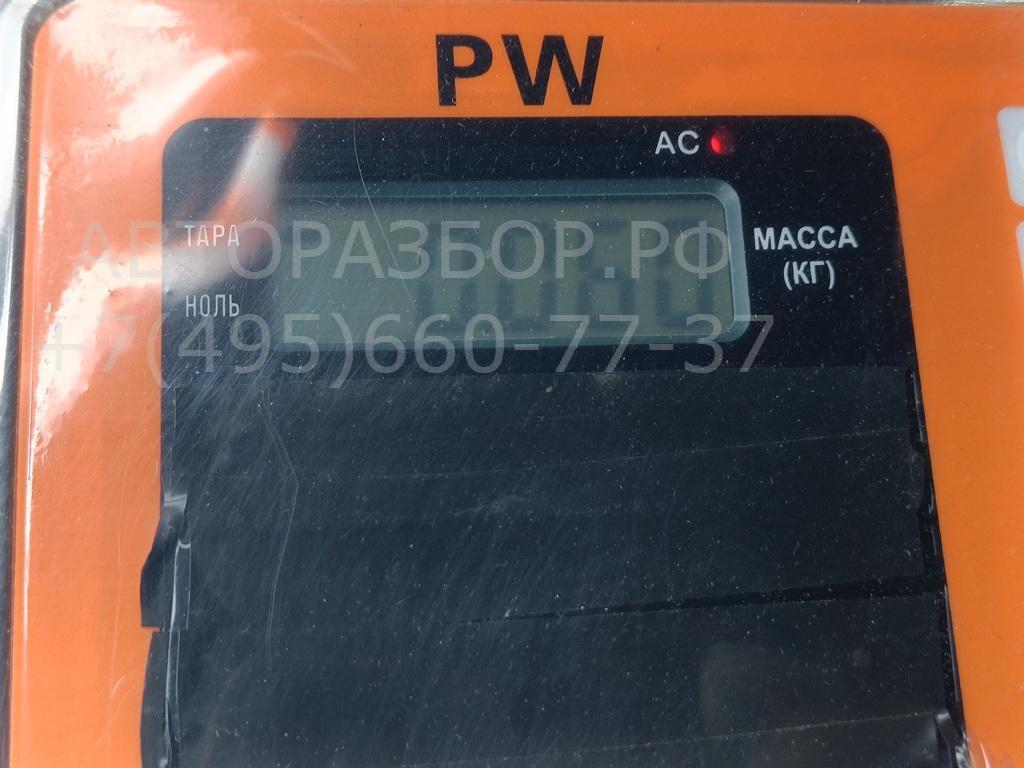 PW
AC
ТАРА
МАССА
(КГ)
НОЛЬ
АВТОРАЗБОР.РФ
+7(495)660-77-37